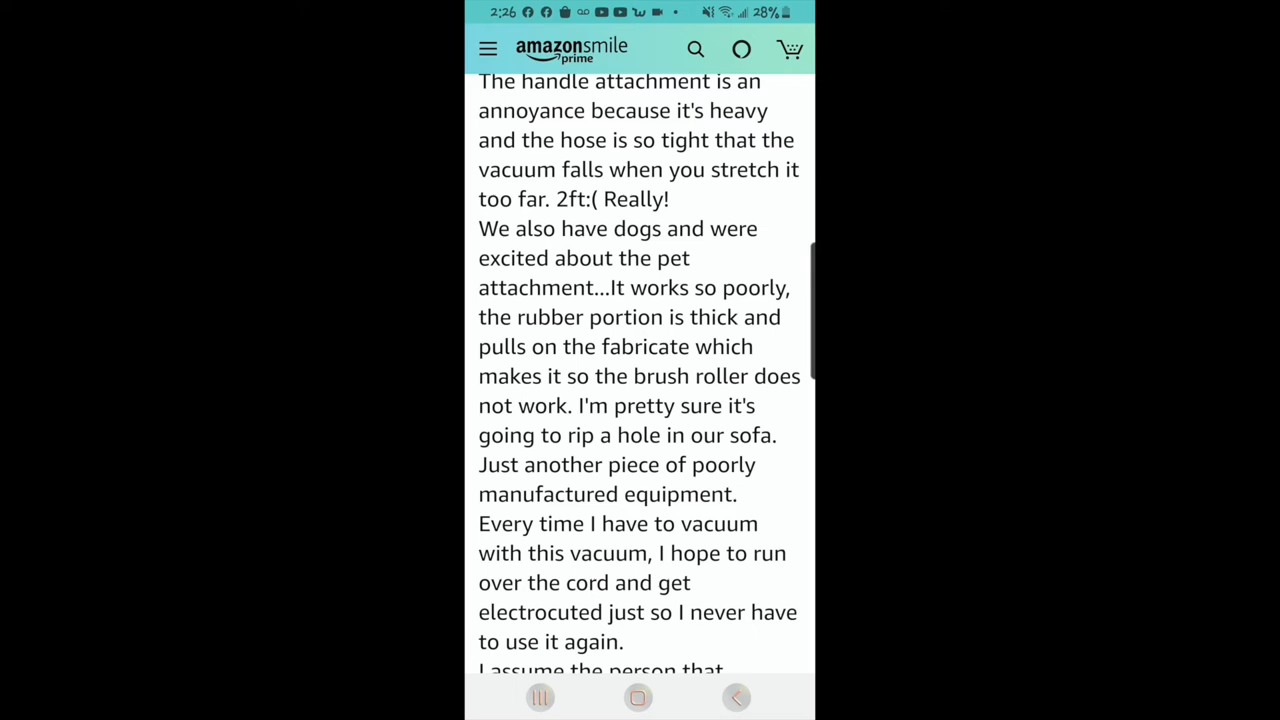 2:26 28%
amazonsmile
prime
The handle attachment is an
annoyance because it's heavy
and the hose is so tight that the
vacuum falls when you stretch it
too far. 2ft:( Really!
We also have dogs and were
excited about the pet
attachment...It works so poorly,
the rubber portion is thick and
pulls on the fabricate which
makes it so the brush roller does
not work. I'm pretty sure it's
going to rip a hole in our sofa.
Just another piece of poorly
manufactured equipment.
Every time I have to vacuum
with this vacuum, I hope to run
over the cord and get
electrocuted just so I never have
to use it again.
I assume the person that